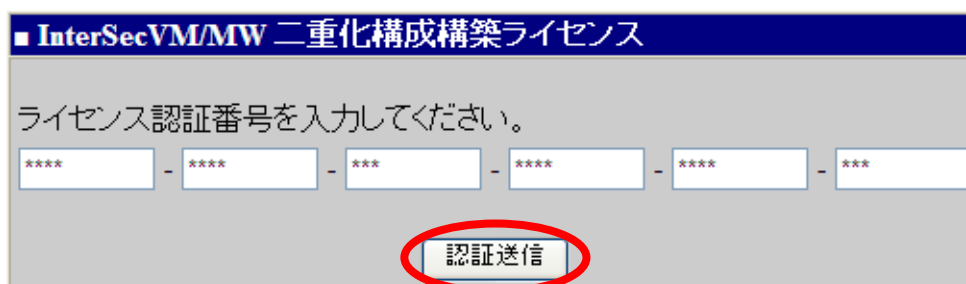 ■ InterSecVM/MW 二重化構成構築ライセンス
ライセンス認証番号を入力してください。
**** - **** - *** - **** - **** - ***
認証送信